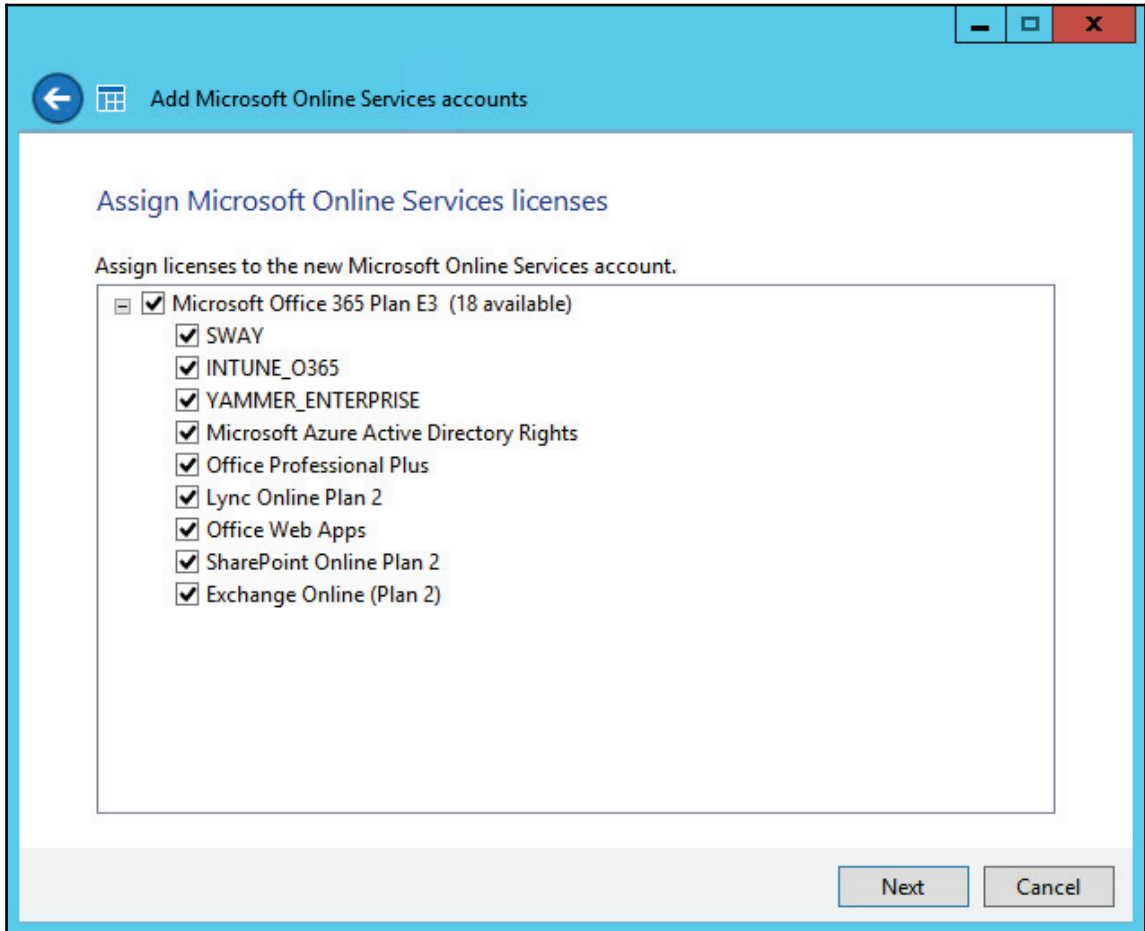 Add Microsoft Online Services accounts
Assign Microsoft Online Services licenses
Assign licenses to the new Microsoft Online Services account.
Microsoft Office 365 Plan E3 (18 available)
SWAY
INTUNE_O365
YAMMER_ENTERPRISE
Microsoft Azure Active Directory Rights
Office Professional Plus
Lync Online Plan 2
Office Web Apps
SharePoint Online Plan 2
Exchange Online (Plan 2)
Next Cancel